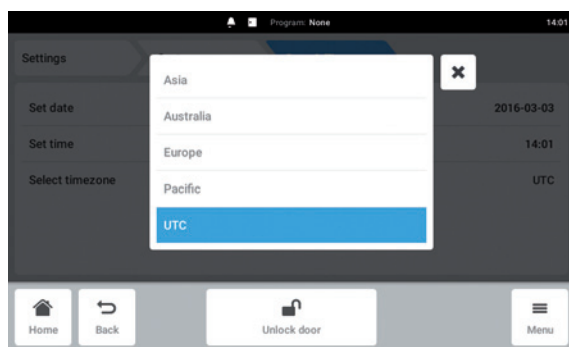 Program: None
14:01
Settings
Asia
Set date
2016-03-03
Australia
Set time
14:01
Europe
Select timezone
UTC
Pacific
UTC
Home
Back
Unlock door
Menu